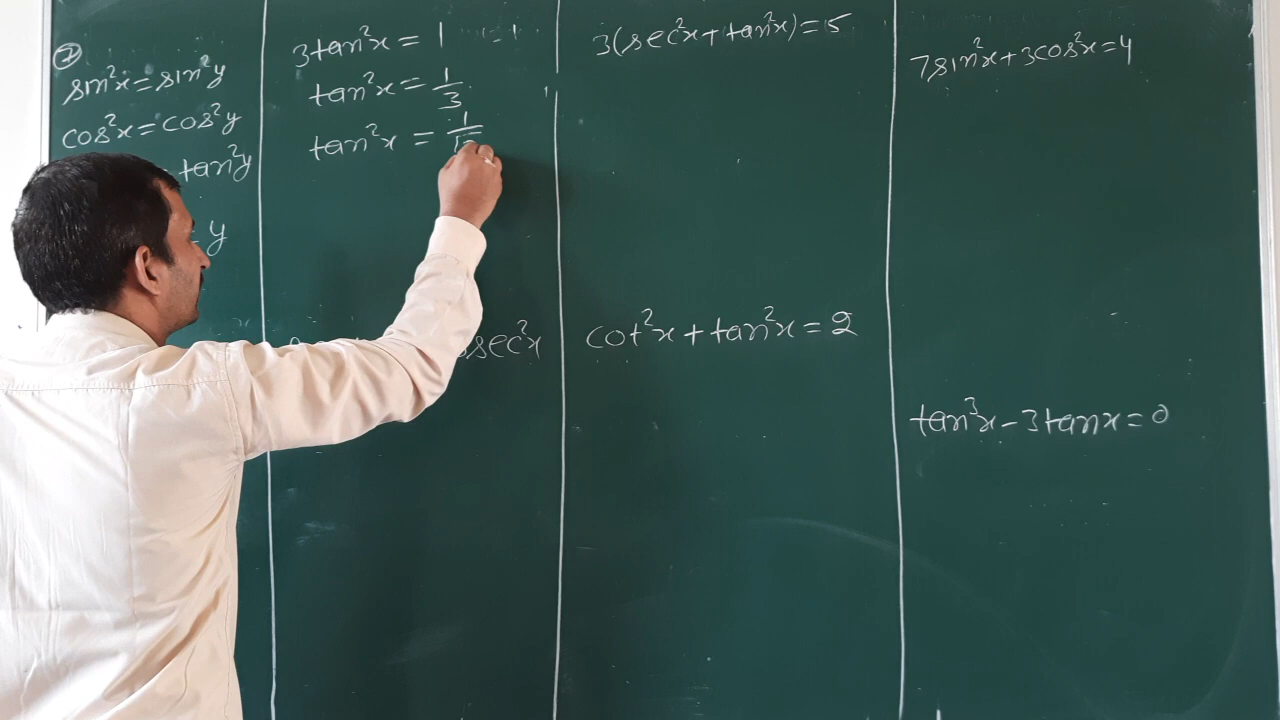 ②
sin²x = sin²y
cos²x = cos²y
tan²y
y
3tan²x = 1
tan²x = 1/3
tan²x = 1
sec²x
3(sec²x + tan²x) = 5
cot²x + tan²x = 2
7sin²x + 3cos²x = 4
tan³x - 3tanx = 0